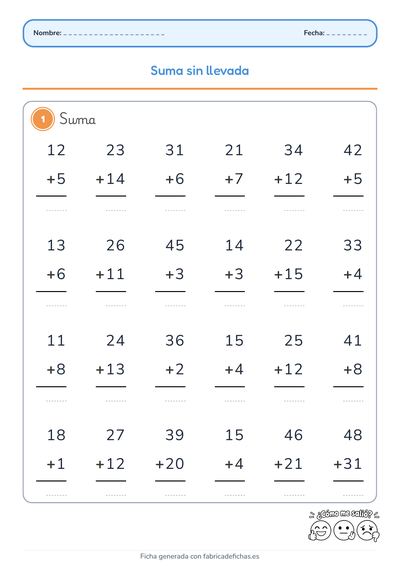 Nombre: Fecha:
Suma sin llevada
1 Suma
12 23 31 21 34 42
+5 +14 +6 +7 +12 +5
13 26 45 14 22 33
+6 +11 +3 +3 +15 +4
11 24 36 15 25 41
+8 +13 +2 +4 +12 +8
18 27 39 15 46 48
+1 +12 +20 +4 +21 +31
¿Cómo me salió?
Ficha generada con fabricadefichas.es